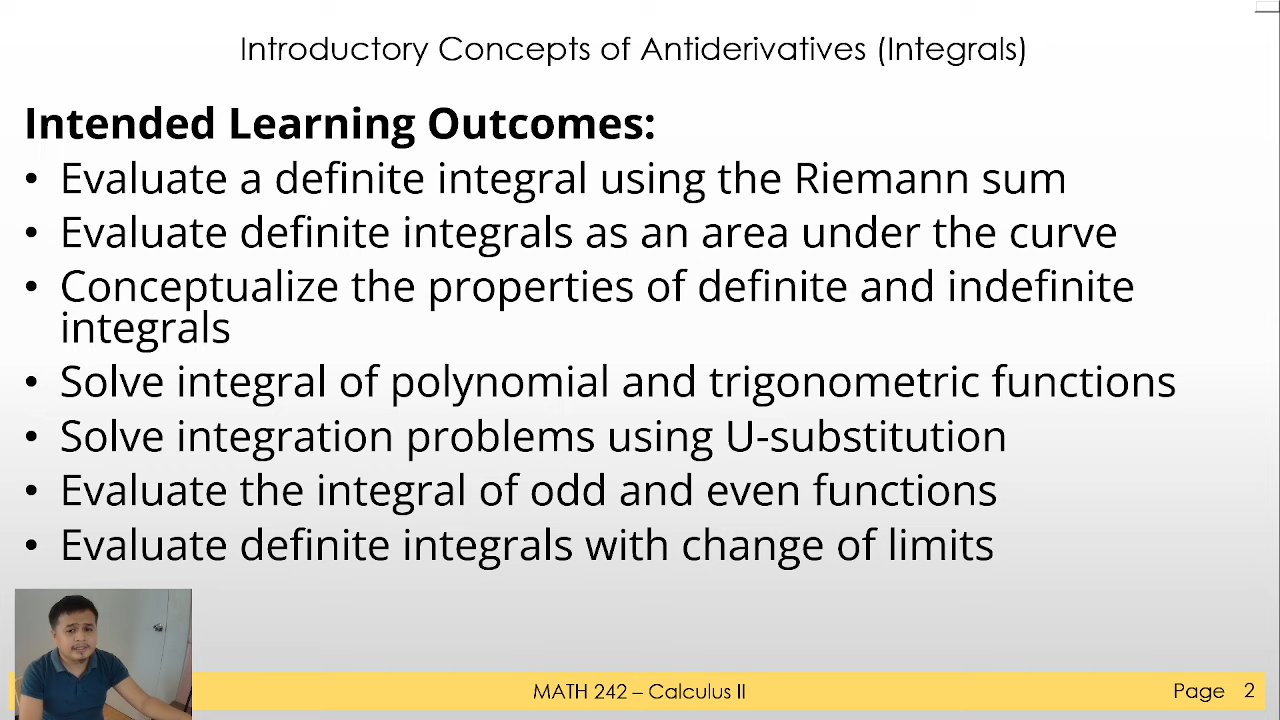 Introductory Concepts of Antiderivatives (Integrals)
Intended Learning Outcomes:
• Evaluate a definite integral using the Riemann sum
• Evaluate definite integrals as an area under the curve
• Conceptualize the properties of definite and indefinite
integrals
• Solve integral of polynomial and trigonometric functions
• Solve integration problems using U-substitution
• Evaluate the integral of odd and even functions
• Evaluate definite integrals with change of limits
MATH 242 – Calculus II
Page 2